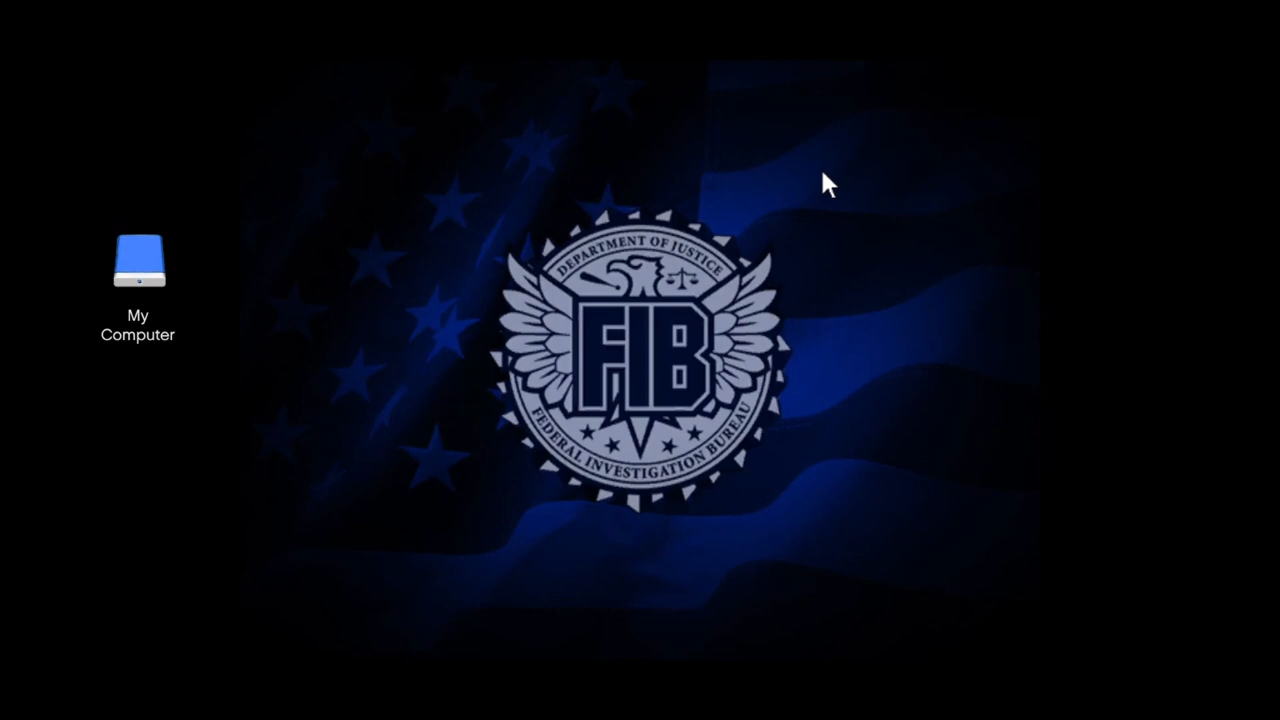 My
Computer
DEPARTMENT OF JUSTICE
FIB
FEDERAL INVESTIGATION BUREAU